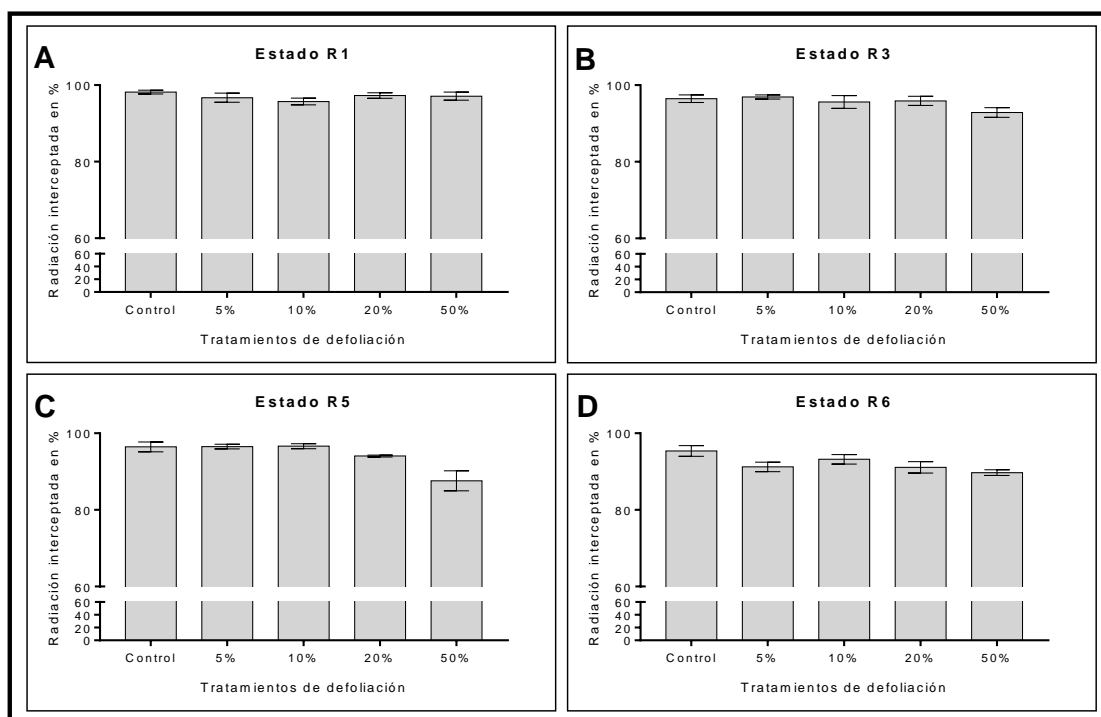 A
Estado R1
Radiación interceptada en %
100
80
60
60
40
20
0
Control 5% 10% 20% 50%
Tratamientos de defoliación
B
Estado R3
Radiación interceptada en %
100
80
60
60
40
20
0
Control 5% 10% 20% 50%
Tratamientos de defoliación
C
Estado R5
Radiación interceptada en %
100
80
60
60
40
20
0
Control 5% 10% 20% 50%
Tratamientos de defoliación
D
Estado R6
Radiación interceptada en %
100
80
60
60
40
20
0
Control 5% 10% 20% 50%
Tratamientos de defoliación